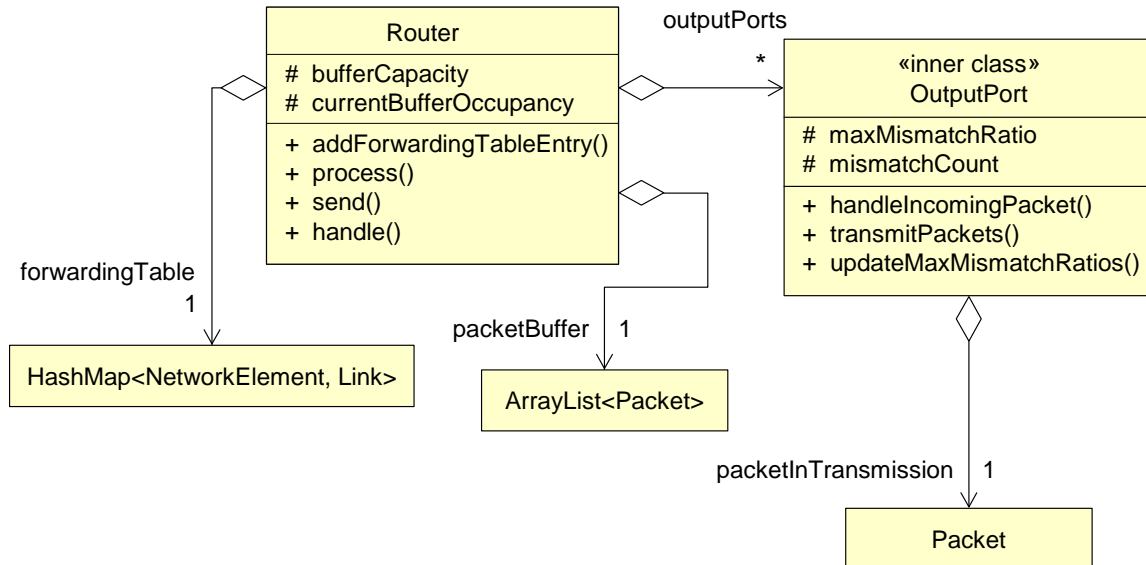 outputPorts
*
Router
# bufferCapacity
# currentBufferOccupancy
+ addForwardingTableEntry()
+ process()
+ send()
+ handle()
«inner class»
OutputPort
# maxMismatchRatio
# mismatchCount
+ handleIncomingPacket()
+ transmitPackets()
+ updateMaxMismatchRatios()
forwardingTable
1
HashMap<NetworkElement, Link>
packetBuffer 1
ArrayList<Packet>
packetInTransmission 1
Packet